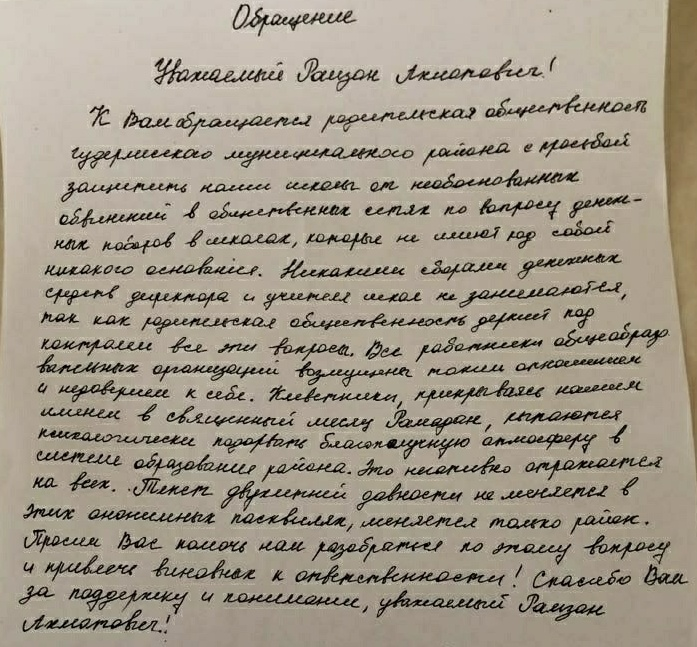 Обращение
Уважаемый Рамзан Ахматович!
К Вам обращается родительская общественность
Гудермесского муниципального района с просьбой
защитить наши школы от необоснованных
обвинений в общественных сетях по вопросу денеж-
ных поборов в школах, которые не имеют под собой
никакого основания. Никакими сборами денежных
средств директора и учителя школ не занимаются,
так как родительская общественность держит под
контролем все эти вопросы. Все работники общеобразо
вательных организаций возмущены таким отношением
и недоверием к себе. Клеветники, прикрываясь нашим
именем в священный месяц Рамадан, пытаются
психологически подорвать благополучную атмосферу в
системе образования района. Это негативно отражается
на всех. Текст двухлетней давности не меняется в
этих анонимных пасквилях, меняется только район.
Просим Вас помочь нам разобраться по этому вопросу
и привлечь виновных к ответственности! Спасибо Вам
за поддержку и понимание, уважаемый Рамзан
Ахматович!